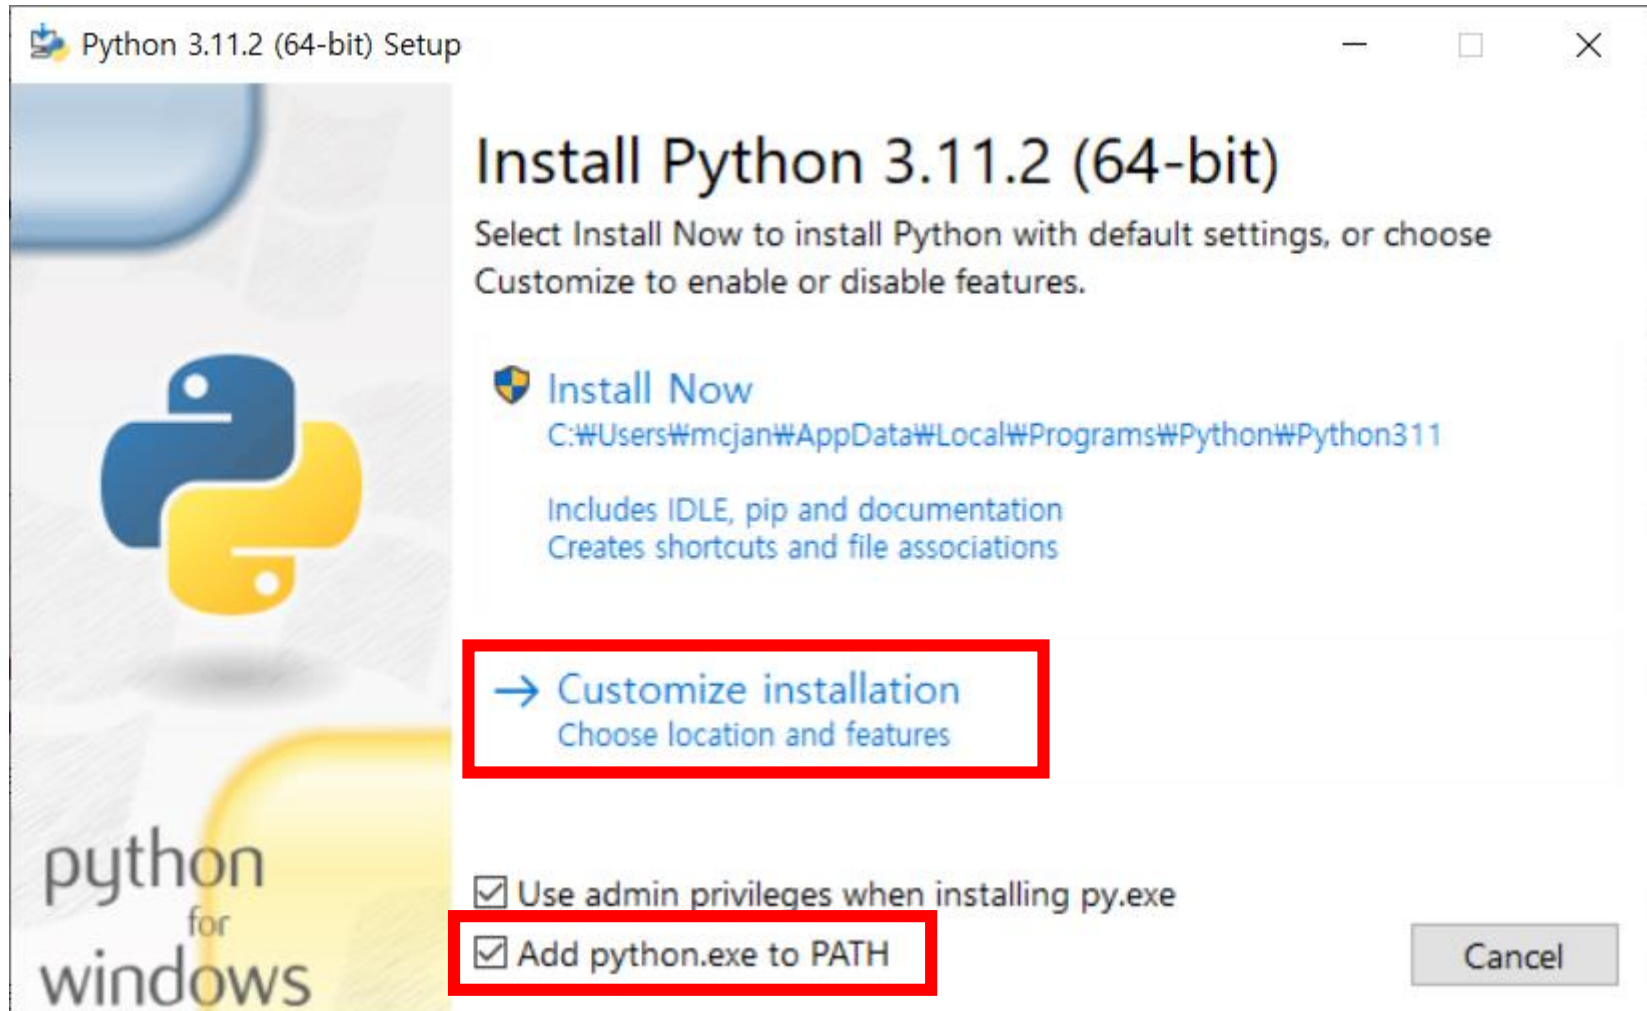 Python 3.11.2 (64-bit) Setup
Install Python 3.11.2 (64-bit)
Select Install Now to install Python with default settings, or choose
Customize to enable or disable features.
Install Now
C:₩Users₩mcjan₩AppData₩Local₩Programs₩Python₩Python311
Includes IDLE, pip and documentation
Creates shortcuts and file associations
Customize installation
Choose location and features
Use admin privileges when installing py.exe
Add python.exe to PATH
Cancel
python
for
windows